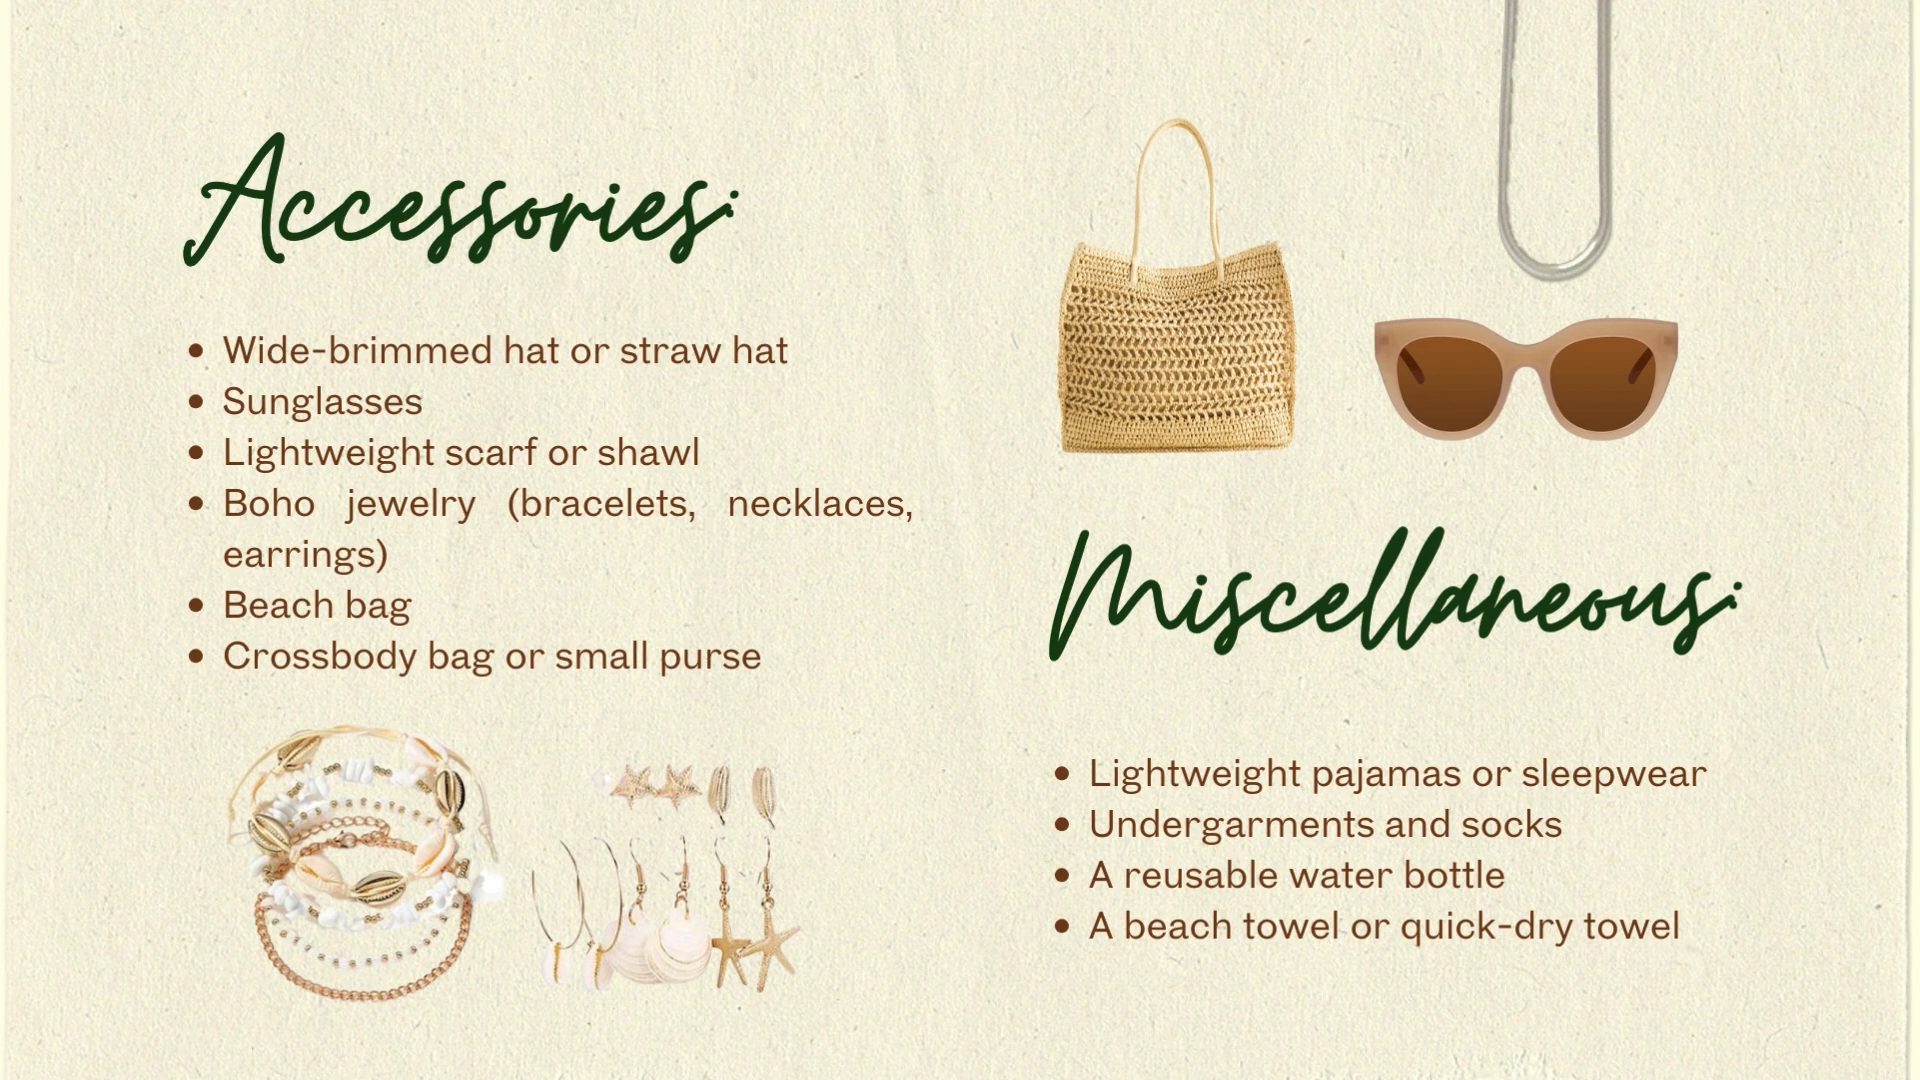 Accessories:
• Wide-brimmed hat or straw hat
• Sunglasses
• Lightweight scarf or shawl
• Boho jewelry (bracelets, necklaces,
earrings)
• Beach bag
• Crossbody bag or small purse
Miscellaneous:
• Lightweight pajamas or sleepwear
• Undergarments and socks
• A reusable water bottle
• A beach towel or quick-dry towel